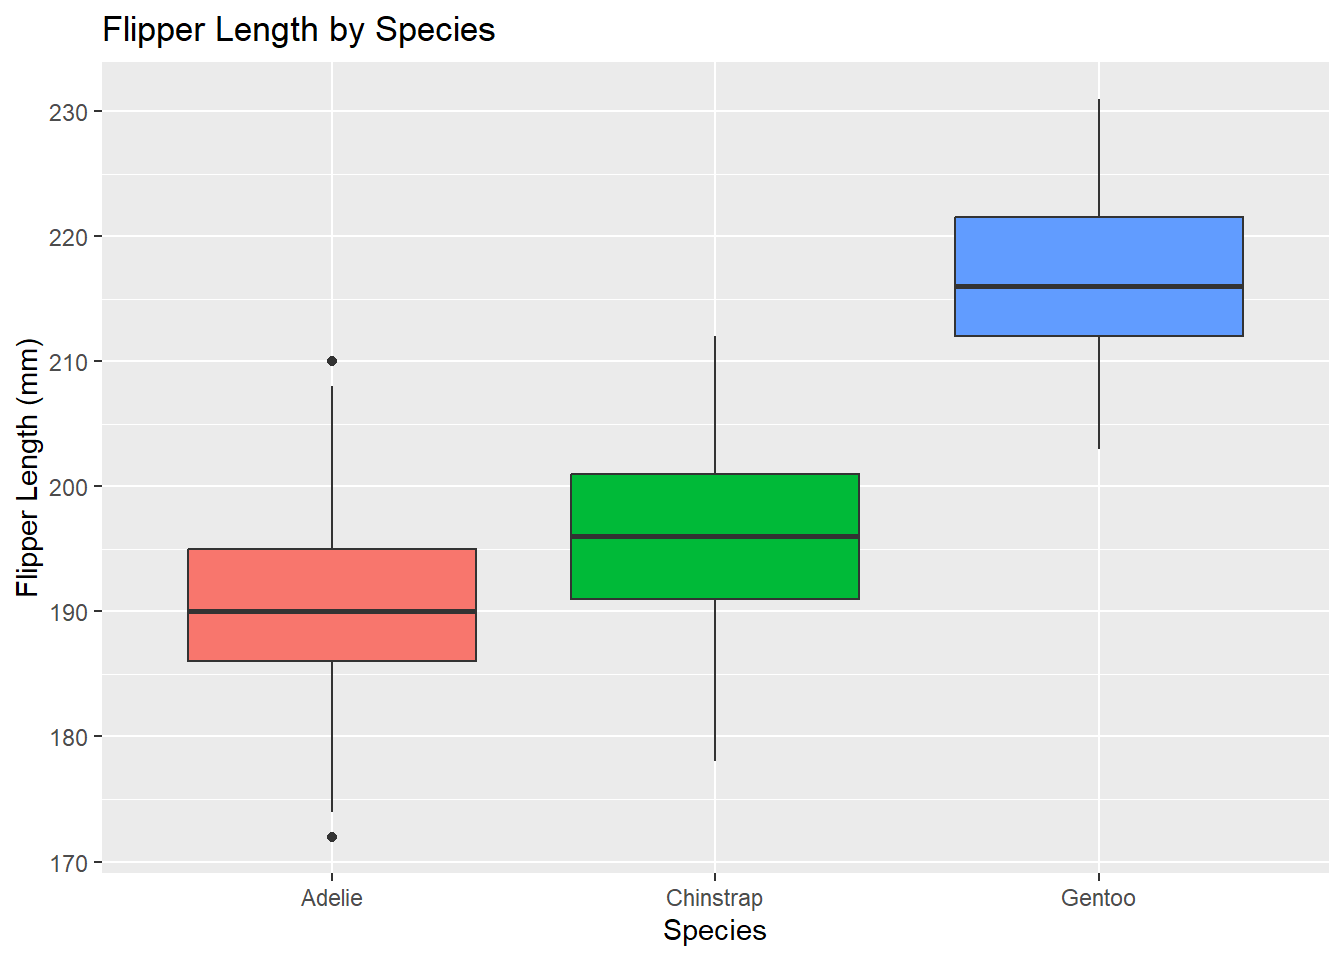 Flipper Length by Species
Flipper Length (mm)
230
220
210
200
190
180
170
Adelie Chinstrap Gentoo
Species